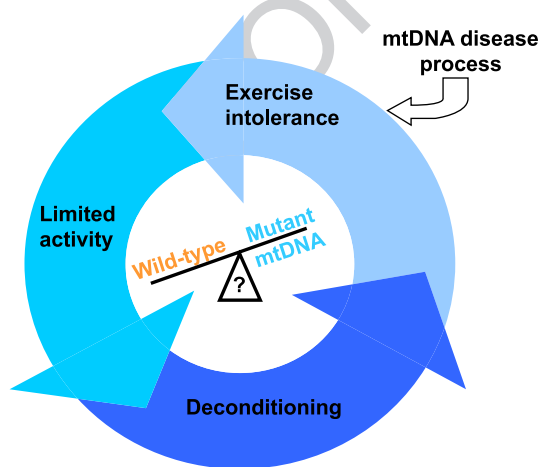 mtDNA disease
process
Exercise
intolerance
Limited
activity
Wild-type
Mutant
mtDNA
?
Deconditioning